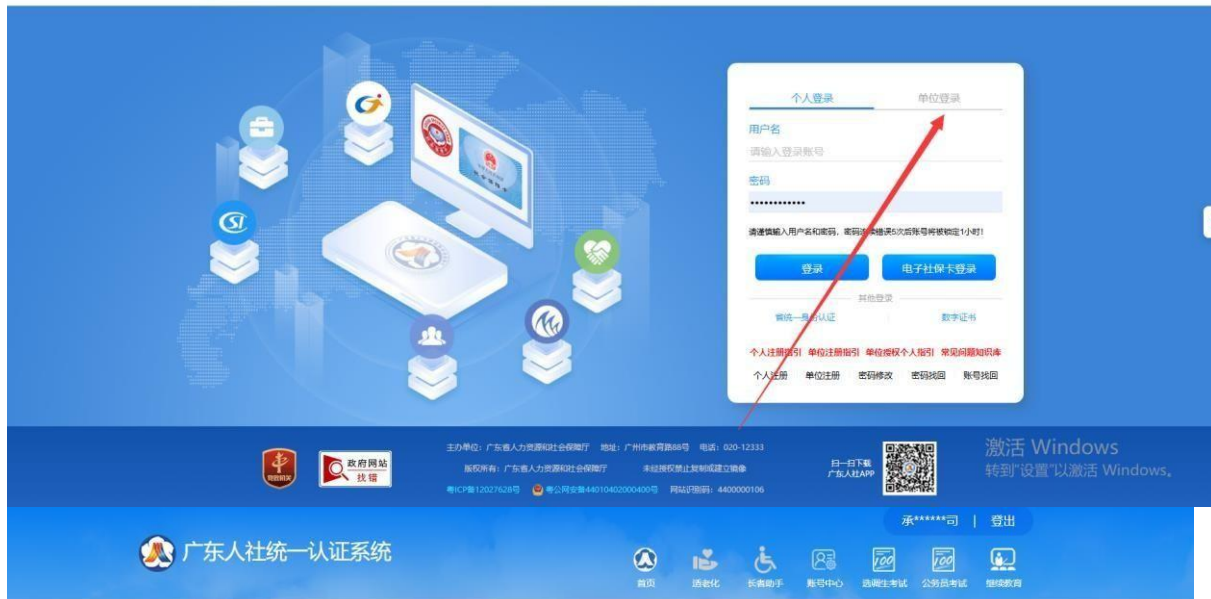 个人登录 单位登录
用户名
请输入登录账号
密码
••••••••••••
请谨慎输入用户名和密码，密码连续错误5次后账号将被锁定1小时！
登录 电子社保卡登录
其他登录
省统一身份认证 数字证书
个人注册指引 单位注册指引 单位授权个人指引 常见问题知识库
个人注册 单位注册 密码修改 密码找回 账号找回
主办单位：广东省人力资源和社会保障厅 地址：广州市教育路88号 电话：020-12333
版权所有：广东省人力资源和社会保障厅 未经授权禁止复制或建立镜像
粤ICP备12027628号 粤公网安备44010402000400号 网站识别码：4400000106
党政机关
政府网站
找错
扫一扫下载
广东人社APP
激活 Windows
转到"设置"以激活 Windows。
承******司 | 登出
广东人社统一认证系统
首页 适老化 长者助手 账号中心 选调生考试 公务员考试 继续教育